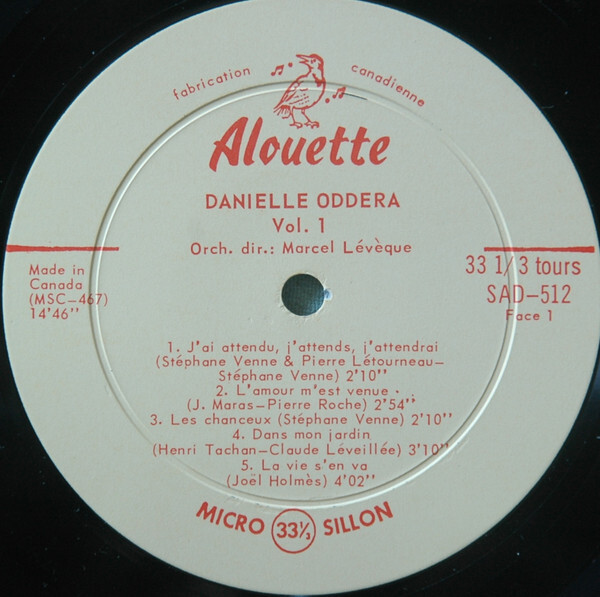 fabrication canadienne
Alouette
DANIELLE ODDERA
Vol. 1
Orch. dir.: Marcel Lévèque
Made in
Canada
(MSC-467)
14'46''
33 1/3 tours
SAD-512
Face 1
1. J'ai attendu, j'attends, j'attendrai
(Stéphane Venne & Pierre Létourneau-
Stéphane Venne) 2'10''
2. L'amour m'est venue
(J. Maras-Pierre Roche) 2'54''
3. Les chanceux (Stéphane Venne) 2'10''
4. Dans mon jardin
(Henri Tachan-Claude Léveillée) 3'10''
5. La vie s'en va
(Joël Holmès) 4'02''
MICRO 33⅓ SILLON